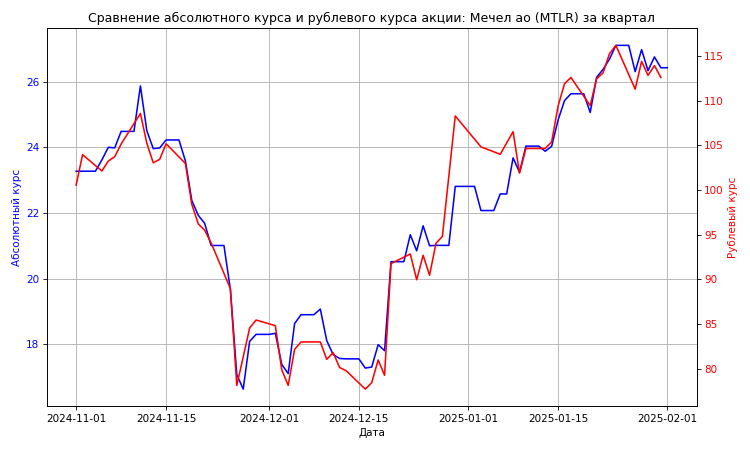 Сравнение абсолютного курса и рублевого курса акции: Мечел ао (MTLR) за квартал
Абсолютный курс
26
24
22
20
18
115
110
105
100
95
90
85
80
Рублевый курс
2024-11-01 2024-11-15 2024-12-01 2024-12-15 2025-01-01 2025-01-15 2025-02-01
Дата